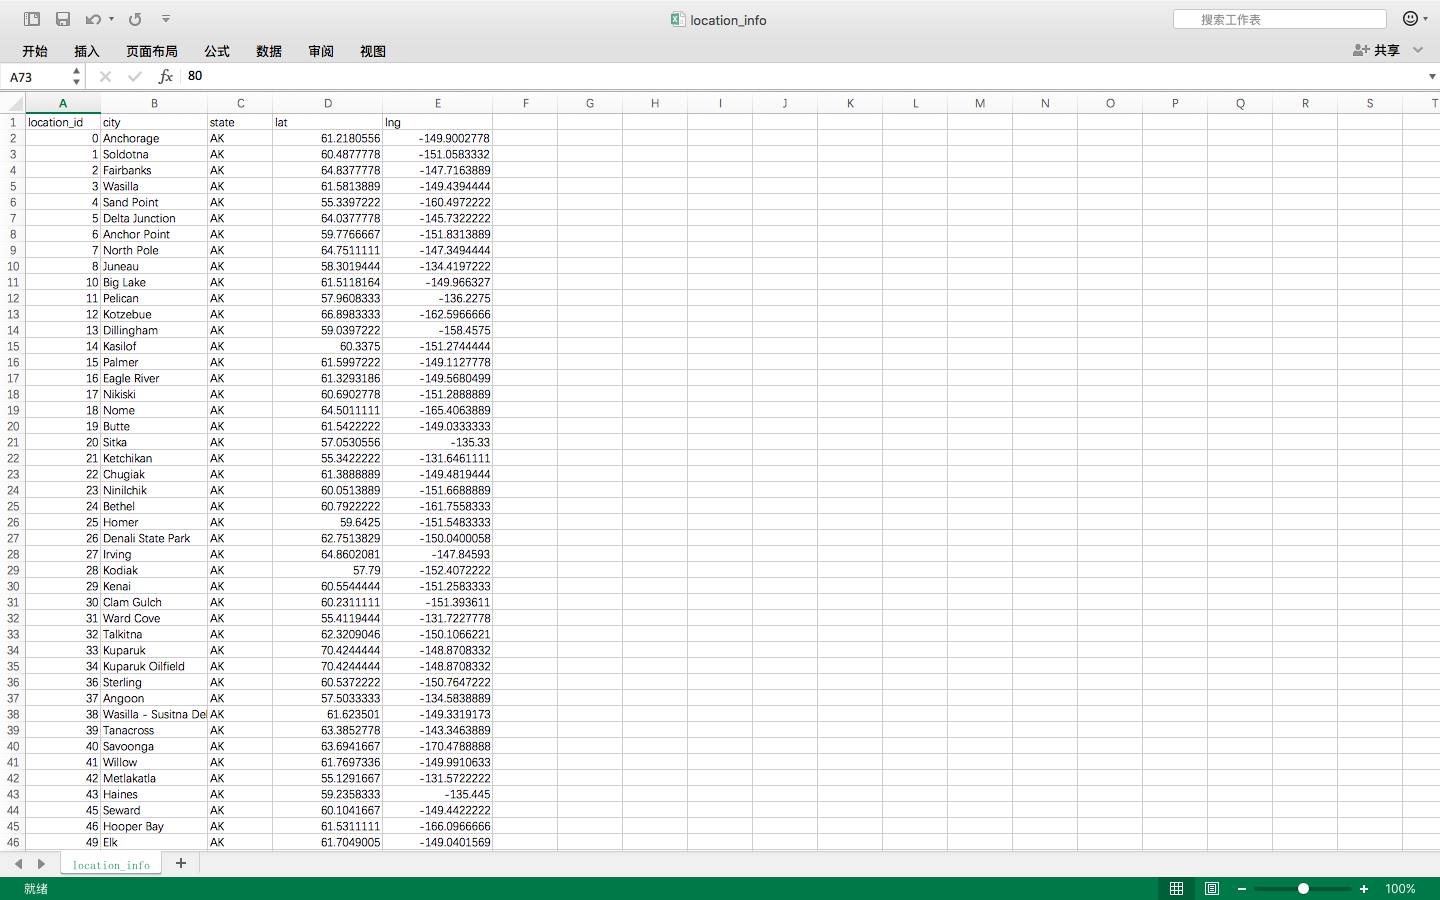 location_info
搜索工作表
开始 插入 页面布局 公式 数据 审阅 视图 共享
A73 fx 80
A B C D E F G H I J K L M N O P Q R S T
1 location_id city state lat lng
2 0 Anchorage AK 61.2180556 -149.9002778
3 1 Soldotna AK 60.4877778 -151.0583332
4 2 Fairbanks AK 64.8377778 -147.7163889
5 3 Wasilla AK 61.5813889 -149.4394444
6 4 Sand Point AK 55.3397222 -160.4972222
7 5 Delta Junction AK 64.0377778 -145.7322222
8 6 Anchor Point AK 59.7766667 -151.8313889
9 7 North Pole AK 64.7511111 -147.3494444
10 8 Juneau AK 58.3019444 -134.4197222
11 10 Big Lake AK 61.5118164 -149.966327
12 11 Pelican AK 57.9608333 -136.2275
13 12 Kotzebue AK 66.8983333 -162.5966666
14 13 Dillingham AK 59.0397222 -158.4575
15 14 Kasilof AK 60.3375 -151.2744444
16 15 Palmer AK 61.5997222 -149.1127778
17 16 Eagle River AK 61.3293186 -149.5680499
18 17 Nikiski AK 60.6902778 -151.2888889
19 18 Nome AK 64.5011111 -165.4063889
20 19 Butte AK 61.5422222 -149.0333333
21 20 Sitka AK 57.0530556 -135.33
22 21 Ketchikan AK 55.3422222 -131.6461111
23 22 Chugiak AK 61.3888889 -149.4819444
24 23 Ninilchik AK 60.0513889 -151.6688889
25 24 Bethel AK 60.7922222 -161.7558333
26 25 Homer AK 59.6425 -151.5483333
27 26 Denali State Park AK 62.7513829 -150.0400058
28 27 Irving AK 64.8602081 -147.84593
29 28 Kodiak AK 57.79 -152.4072222
30 29 Kenai AK 60.5544444 -151.2583333
31 30 Clam Gulch AK 60.2311111 -151.393611
32 31 Ward Cove AK 55.4119444 -131.7227778
33 32 Talkitna AK 62.3209046 -150.1066221
34 33 Kuparuk AK 70.4244444 -148.8708332
35 34 Kuparuk Oilfield AK 70.4244444 -148.8708332
36 36 Sterling AK 60.5372222 -150.7647222
37 37 Angoon AK 57.5033333 -134.5838889
38 38 Wasilla - Susitna Del AK 61.623501 -149.3319173
39 39 Tanacross AK 63.3852778 -143.3463889
40 40 Savoonga AK 63.6941667 -170.4788888
41 41 Willow AK 61.7697336 -149.9910633
42 42 Metlakatla AK 55.1291667 -131.5722222
43 43 Haines AK 59.2358333 -135.445
44 45 Seward AK 60.1041667 -149.4422222
45 46 Hooper Bay AK 61.5311111 -166.0966666
46 49 Elk AK 61.7049005 -149.0401569
location_info +
就绪 100%